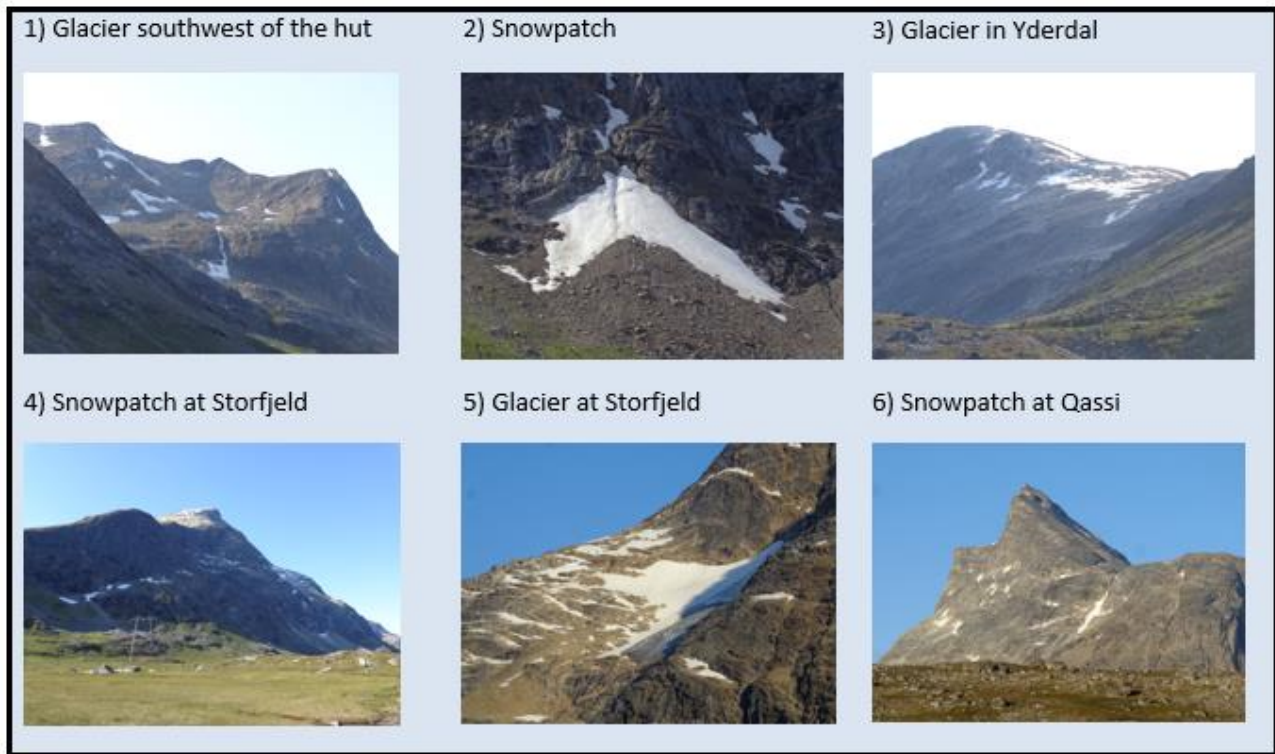 1) Glacier southwest of the hut
2) Snowpatch
3) Glacier in Yderdal
4) Snowpatch at Storfjeld
5) Glacier at Storfjeld
6) Snowpatch at Qassi